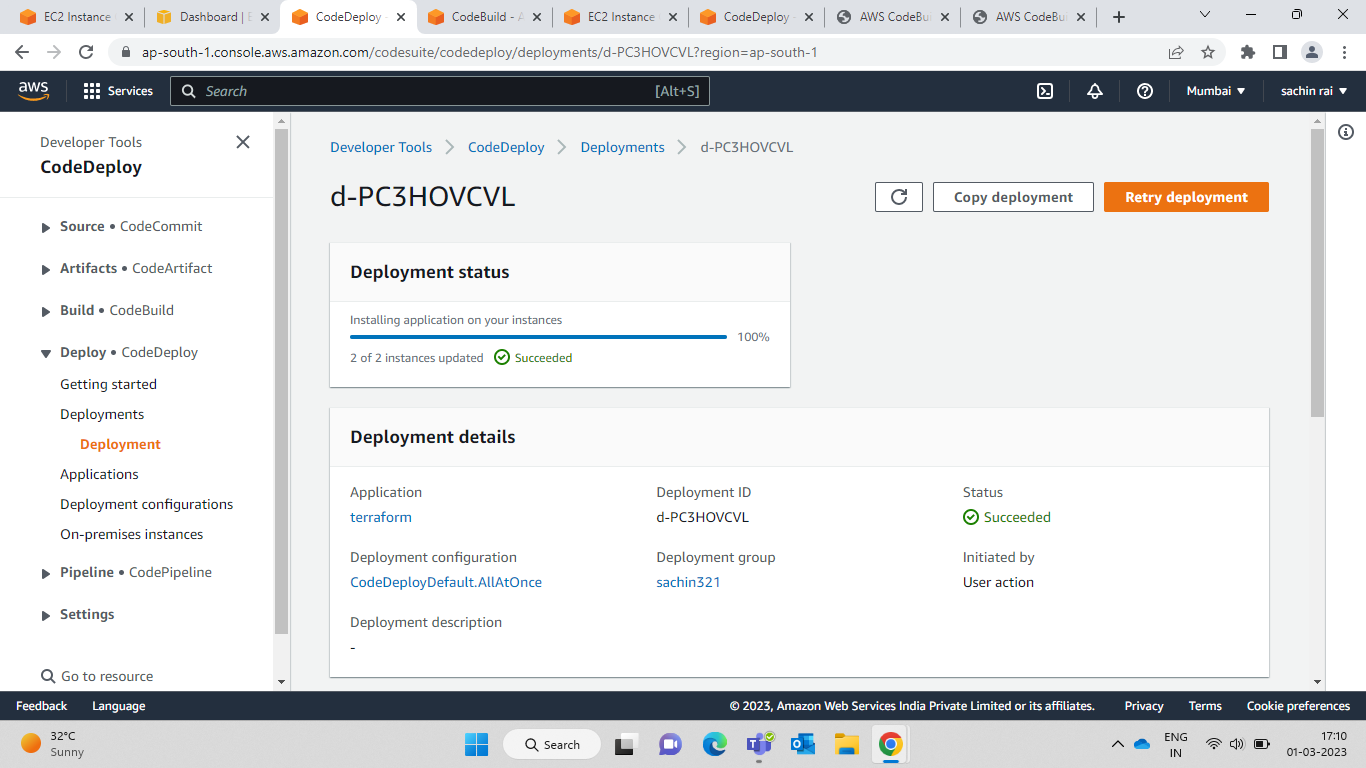 EC2 Instance
Dashboard | E
CodeDeploy -
CodeBuild - A
EC2 Instance
CodeDeploy -
AWS CodeBui
AWS CodeBui
ap-south-1.console.aws.amazon.com/codesuite/codedeploy/deployments/d-PC3HOVCVL?region=ap-south-1
aws
Services
Search
[Alt+S]
Mumbai
sachin rai
Developer Tools
CodeDeploy
Source • CodeCommit
Artifacts • CodeArtifact
Build • CodeBuild
Deploy • CodeDeploy
Getting started
Deployments
Deployment
Applications
Deployment configurations
On-premises instances
Pipeline • CodePipeline
Settings
Go to resource
Developer Tools
CodeDeploy
Deployments
d-PC3HOVCVL
d-PC3HOVCVL
Copy deployment
Retry deployment
Deployment status
Installing application on your instances
100%
2 of 2 instances updated
Succeeded
Deployment details
Application
terraform
Deployment ID
d-PC3HOVCVL
Status
Succeeded
Deployment configuration
CodeDeployDefault.AllAtOnce
Deployment group
sachin321
Initiated by
User action
Deployment description
-
Feedback
Language
© 2023, Amazon Web Services India Private Limited or its affiliates.
Privacy
Terms
Cookie preferences
32°C
Sunny
Search
ENG
IN
17:10
01-03-2023